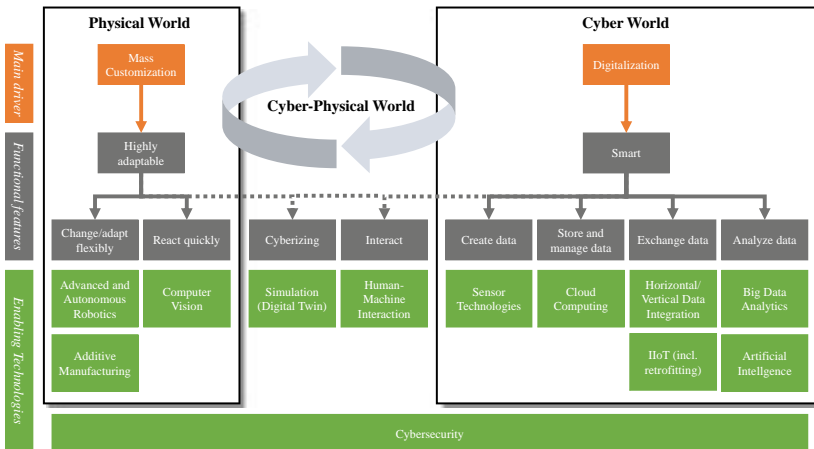 Physical World
Cyber World
Main driver
Mass
Customization
Cyber-Physical World
Digitalization
Functional features
Highly
adaptable
Smart
Change/adapt
flexibly
React quickly
Cyberizing
Interact
Create data
Store and
manage data
Exchange data
Analyze data
Enabling Technologies
Advanced and
Autonomous
Robotics
Computer
Vision
Simulation
(Digital Twin)
Human-
Machine
Interaction
Sensor
Technologies
Cloud
Computing
Horizontal/
Vertical Data
Integration
Big Data
Analytics
Additive
Manufacturing
IIoT (incl.
retrofitting)
Artificial
Intellgence
Cybersecurity